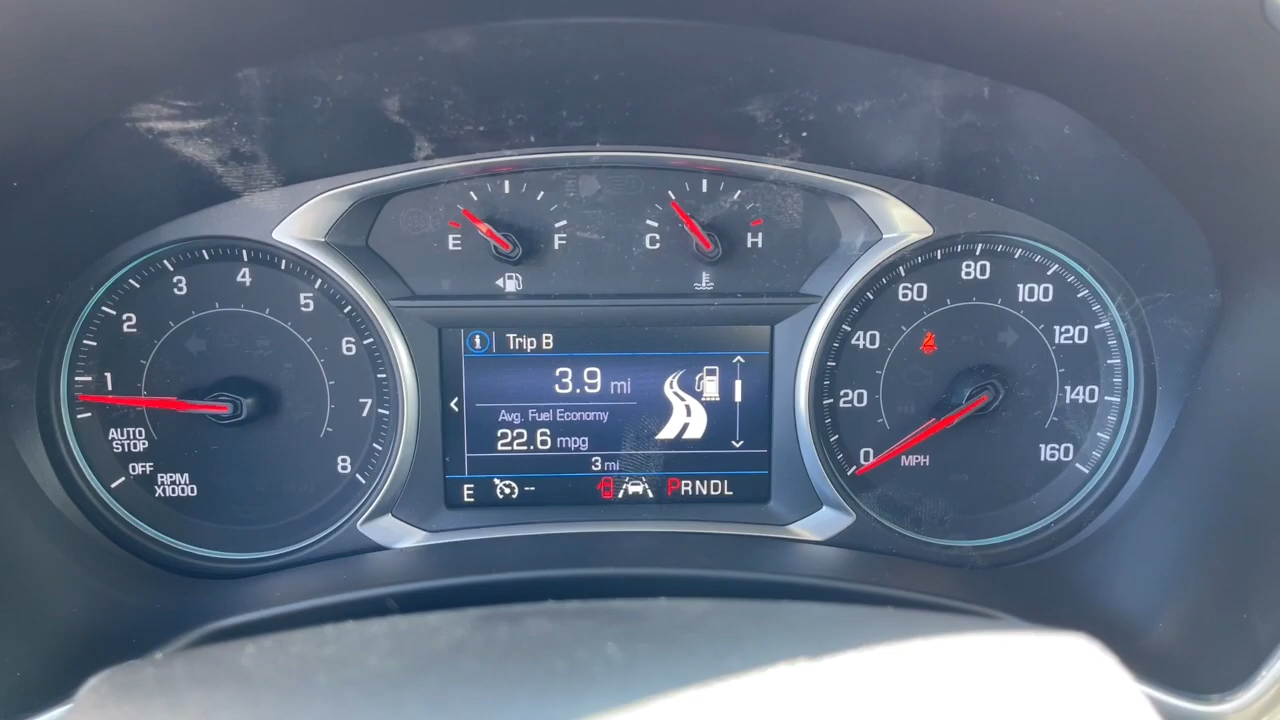 E F
C H
1 2 3 4 5 6 7 8
AUTO
STOP
OFF
RPM
X1000
Trip B
3.9 mi
Avg. Fuel Economy
22.6 mpg
3 mi
E -- PRNDL
0 20 40 60 80 100 120 140 160
MPH